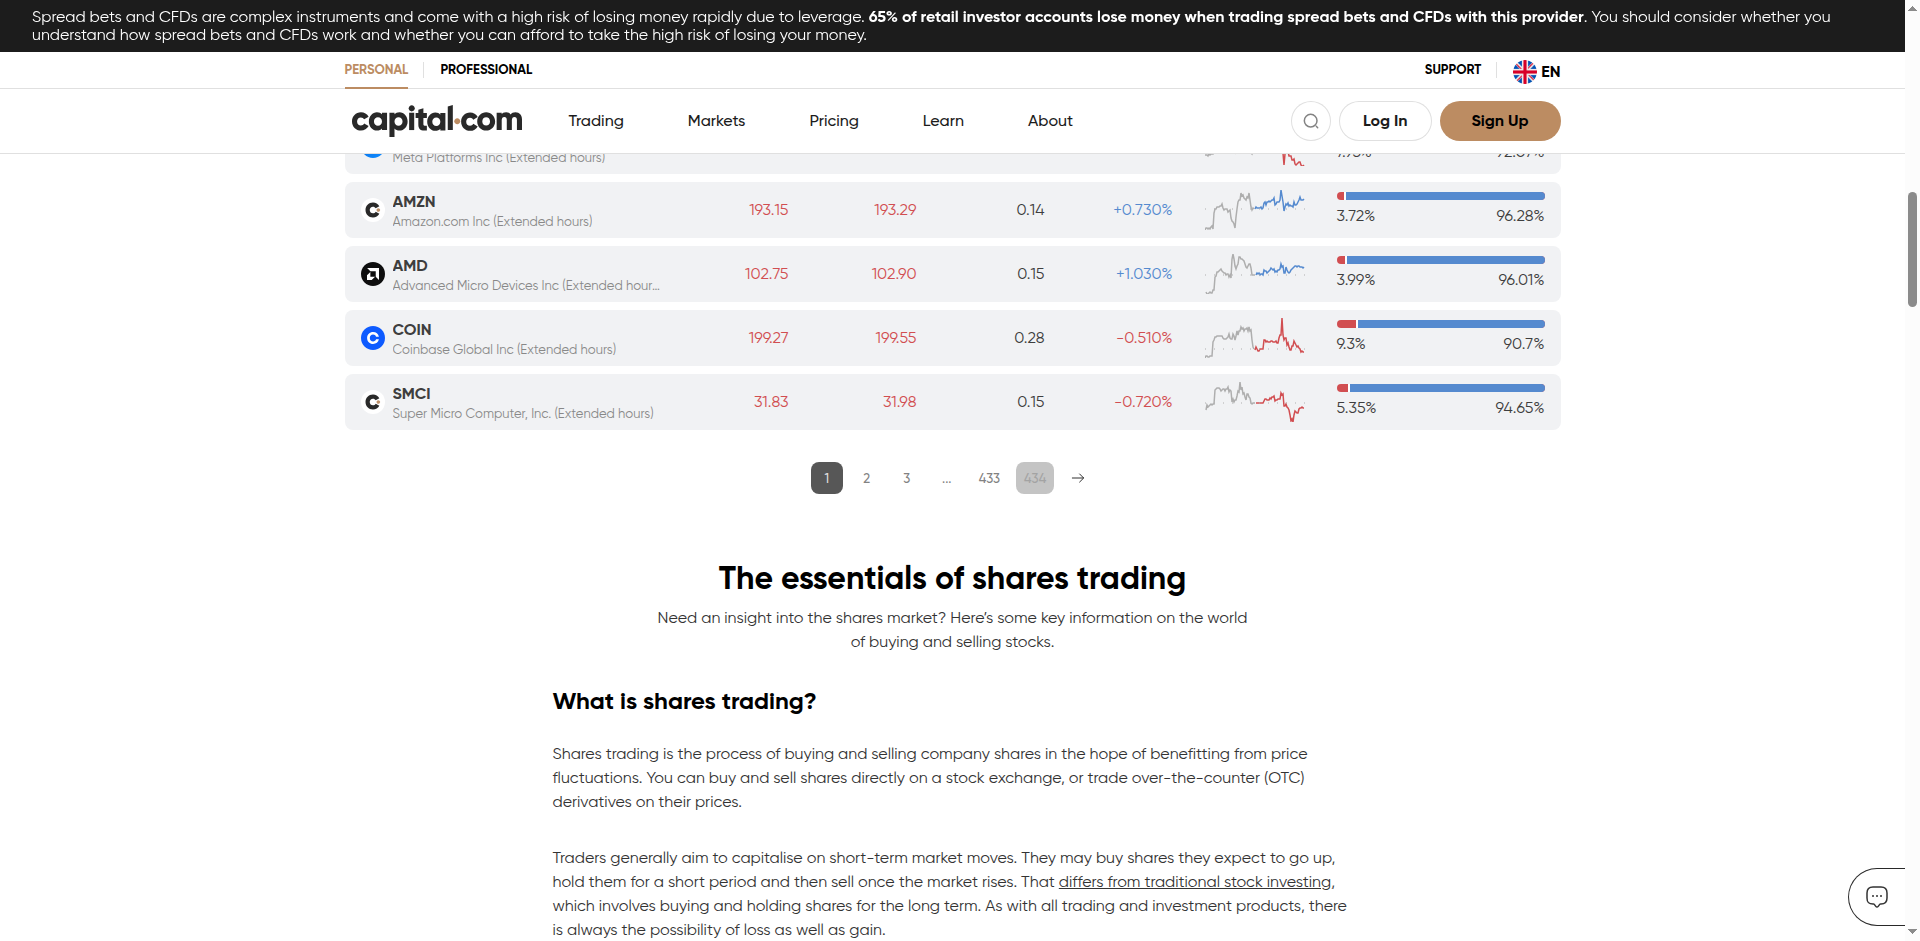 Spread bets and CFDs are complex instruments and come with a high risk of losing money rapidly due to leverage. 65% of retail investor accounts lose money when trading spread bets and CFDs with this provider. You should consider whether you
understand how spread bets and CFDs work and whether you can afford to take the high risk of losing your money.
PERSONAL PROFESSIONAL SUPPORT EN
capital.com Trading Markets Pricing Learn About Log In Sign Up
Meta Platforms Inc (Extended hours)
AMZN
Amazon.com Inc (Extended hours)
193.15 193.29 0.14 +0.730% 3.72% 96.28%
AMD
Advanced Micro Devices Inc (Extended hour...
102.75 102.90 0.15 +1.030% 3.99% 96.01%
COIN
Coinbase Global Inc (Extended hours)
199.27 199.55 0.28 -0.510% 9.3% 90.7%
SMCI
Super Micro Computer, Inc. (Extended hours)
31.83 31.98 0.15 -0.720% 5.35% 94.65%
1 2 3 ... 433 434
The essentials of shares trading
Need an insight into the shares market? Here's some key information on the world
of buying and selling stocks.
What is shares trading?
Shares trading is the process of buying and selling company shares in the hope of benefitting from price
fluctuations. You can buy and sell shares directly on a stock exchange, or trade over-the-counter (OTC)
derivatives on their prices.
Traders generally aim to capitalise on short-term market moves. They may buy shares they expect to go up,
hold them for a short period and then sell once the market rises. That differs from traditional stock investing,
which involves buying and holding shares for the long term. As with all trading and investment products, there
is always the possibility of loss as well as gain.